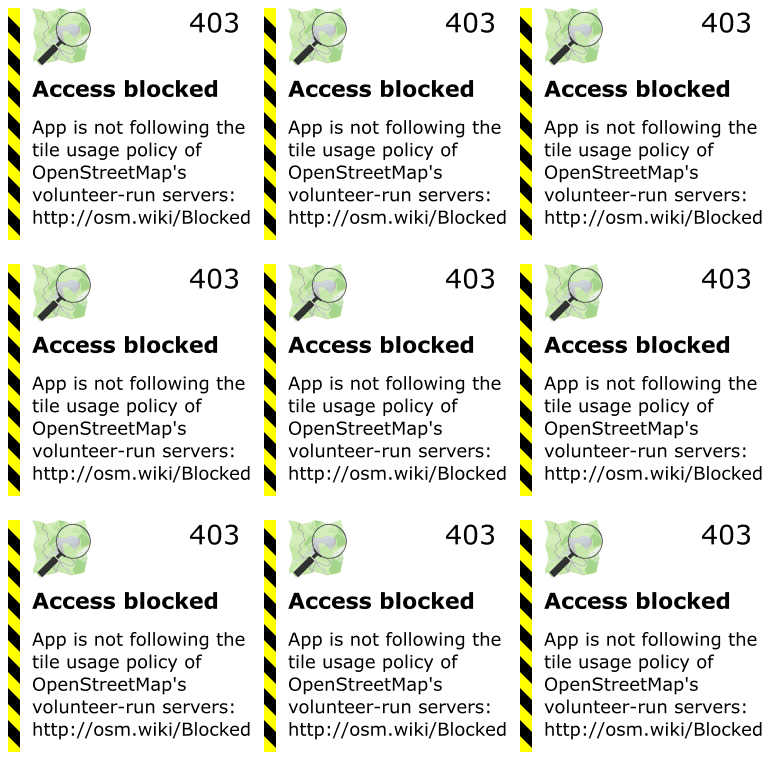 403
Access blocked
App is not following the
tile usage policy of
OpenStreetMap's
volunteer-run servers:
http://osm.wiki/Blocked
403
Access blocked
App is not following the
tile usage policy of
OpenStreetMap's
volunteer-run servers:
http://osm.wiki/Blocked
403
Access blocked
App is not following the
tile usage policy of
OpenStreetMap's
volunteer-run servers:
http://osm.wiki/Blocked
403
Access blocked
App is not following the
tile usage policy of
OpenStreetMap's
volunteer-run servers:
http://osm.wiki/Blocked
403
Access blocked
App is not following the
tile usage policy of
OpenStreetMap's
volunteer-run servers:
http://osm.wiki/Blocked
403
Access blocked
App is not following the
tile usage policy of
OpenStreetMap's
volunteer-run servers:
http://osm.wiki/Blocked
403
Access blocked
App is not following the
tile usage policy of
OpenStreetMap's
volunteer-run servers:
http://osm.wiki/Blocked
403
Access blocked
App is not following the
tile usage policy of
OpenStreetMap's
volunteer-run servers:
http://osm.wiki/Blocked
403
Access blocked
App is not following the
tile usage policy of
OpenStreetMap's
volunteer-run servers:
http://osm.wiki/Blocked